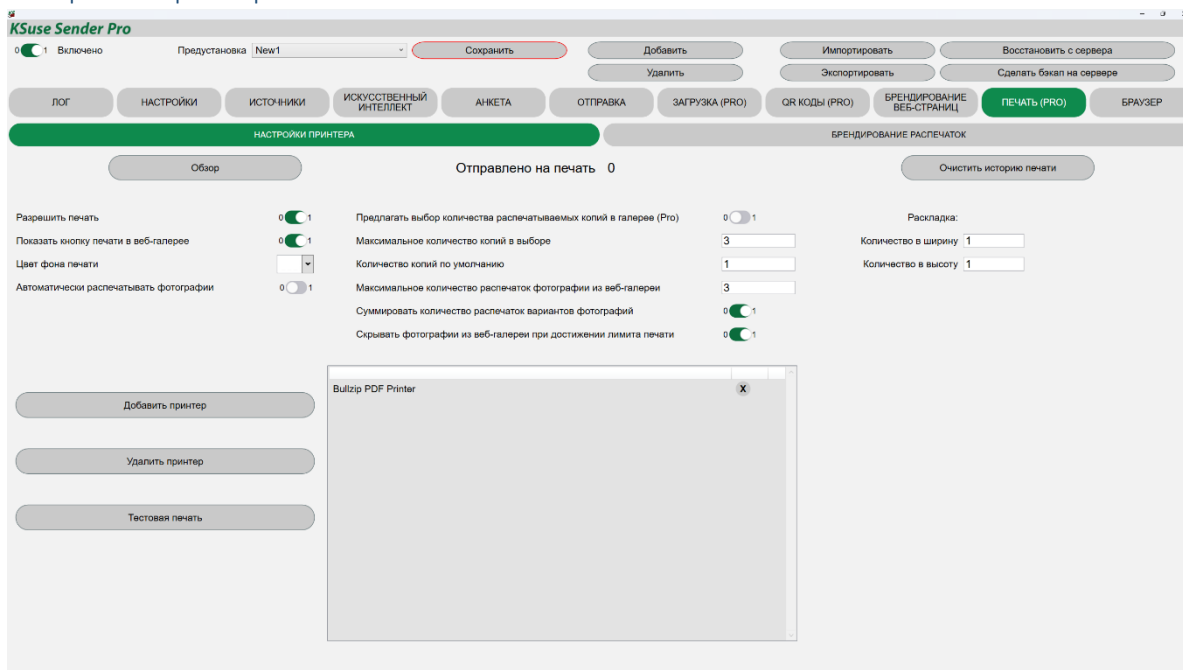 KSuse Sender Pro
0 1 Включено Предустановка New1 Сохранить Добавить Импортировать Восстановить с сервера
Удалить Экспортировать Сделать бэкап на сервере
ЛОГ НАСТРОЙКИ ИСТОЧНИКИ ИСКУССТВЕННЫЙ ИНТЕЛЛЕКТ АНКЕТА ОТПРАВКА ЗАГРУЗКА (PRO) QR КОДЫ (PRO) БРЕНДИРОВАНИЕ ВЕБ-СТРАНИЦ ПЕЧАТЬ (PRO) БРАУЗЕР
НАСТРОЙКИ ПРИНТЕРА БРЕНДИРОВАНИЕ РАСПЕЧАТОК
Обзор Отправлено на печать 0 Очистить историю печати
Разрешить печать 0 1 Предлагать выбор количества распечатываемых копий в галерее (Pro) 0 1 Раскладка:
Показать кнопку печати в веб-галерее 0 1 Максимальное количество копий в выборе 3 Количество в ширину 1
Цвет фона печати Количество копий по умолчанию 1 Количество в высоту 1
Автоматически распечатывать фотографии 0 1 Максимальное количество распечаток фотографии из веб-галереи 3
Суммировать количество распечаток вариантов фотографий 0 1
Скрывать фотографии из веб-галереи при достижении лимита печати 0 1
Bullzip PDF Printer X
Добавить принтер
Удалить принтер
Тестовая печать